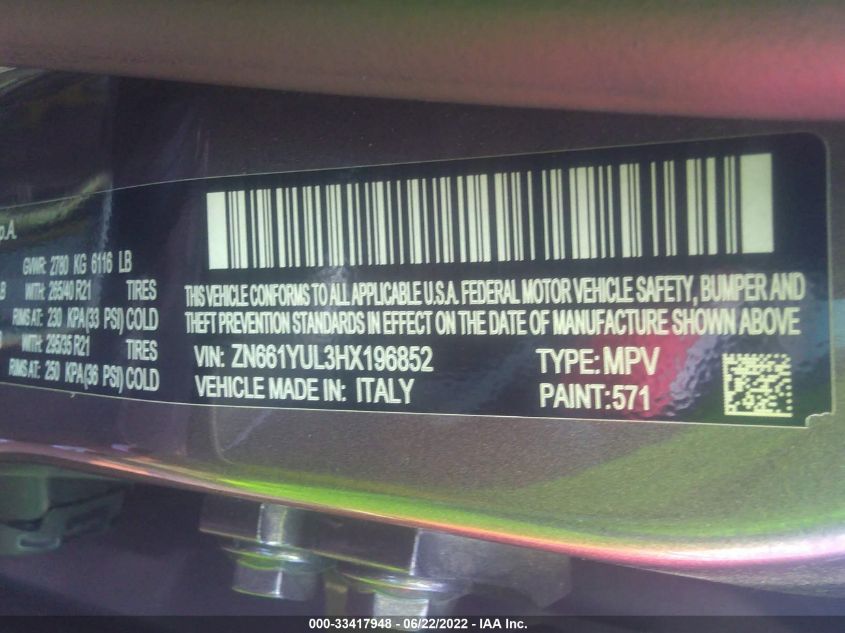 p.A.
GVWR: 2780 KG 6116 LB
LB WITH: 265/40 R21 TIRES
RIMS AT: 230 KPA(33 PSI) COLD
WITH: 295/35 R21 TIRES
RIMS AT: 250 KPA(36 PSI) COLD
THIS VEHICLE CONFORMS TO ALL APPLICABLE U.S.A. FEDERAL MOTOR VEHICLE SAFETY, BUMPER AND
THEFT PREVENTION STANDARDS IN EFFECT ON THE DATE OF MANUFACTURE SHOWN ABOVE
VIN: ZN661YUL3HX196852 TYPE: MPV
VEHICLE MADE IN: ITALY PAINT:571
000-33417948 - 06/22/2022 - IAA Inc.